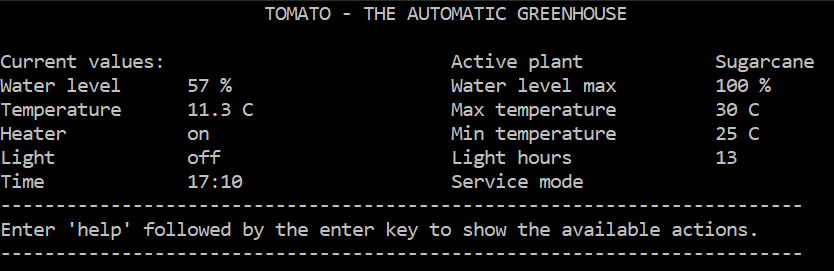 TOMATO - THE AUTOMATIC GREENHOUSE
Current values: Active plant Sugarcane
Water level 57 % Water level max 100 %
Temperature 11.3 C Max temperature 30 C
Heater on Min temperature 25 C
Light off Light hours 13
Time 17:10 Service mode
-------------------------------------------------------------------------
Enter 'help' followed by the enter key to show the available actions.
-------------------------------------------------------------------------